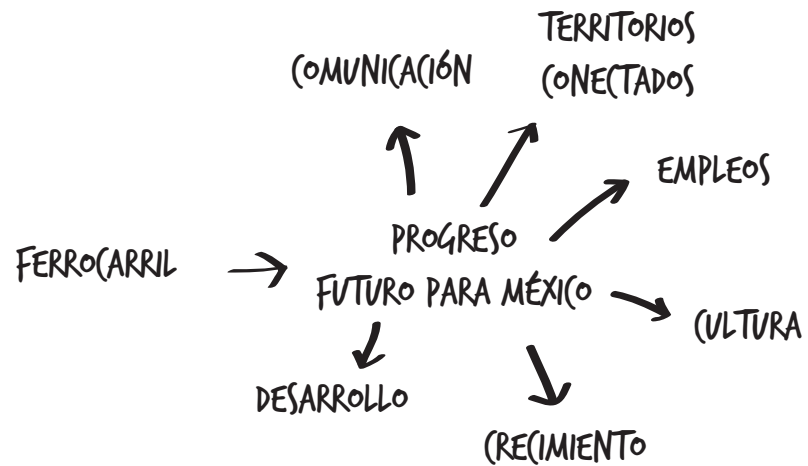 TERRITORIOS
CONECTADOS
COMUNICACIÓN
EMPLEOS
PROGRESO
FUTURO PARA MÉXICO
FERROCARRIL
CULTURA
DESARROLLO
CRECIMIENTO